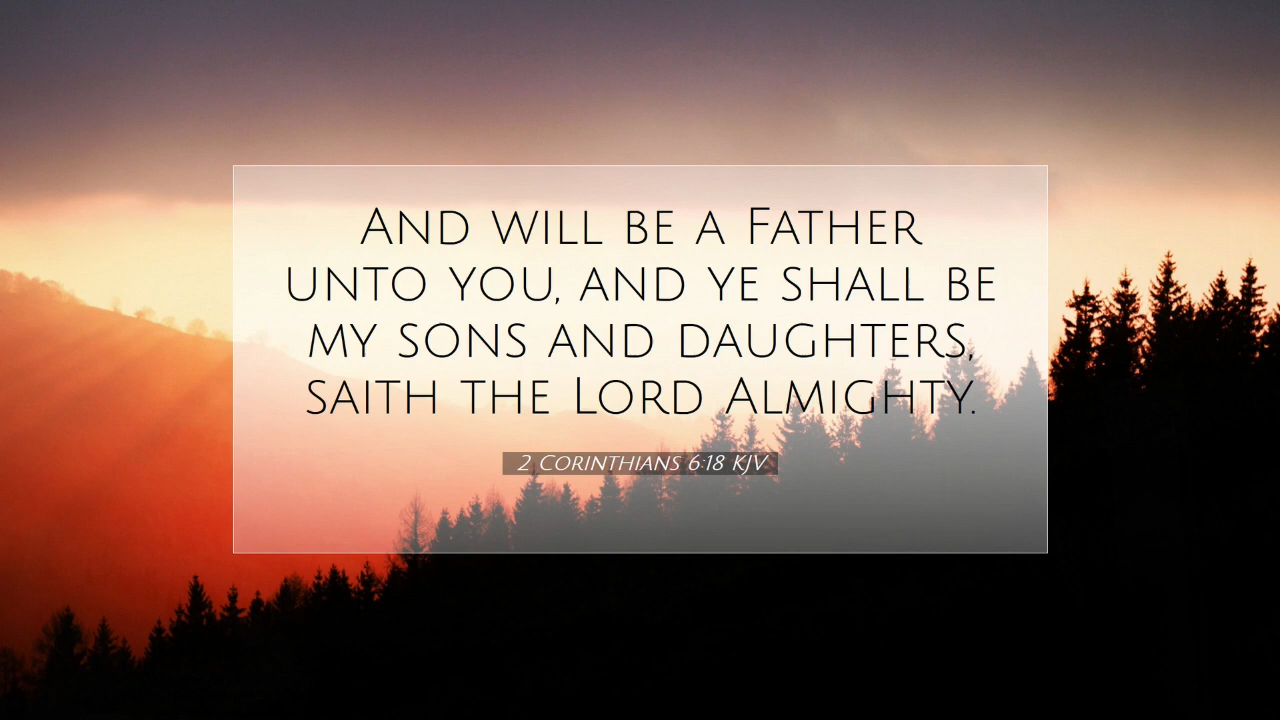 And will be a Father
unto you, and ye shall be
my sons and daughters,
saith the Lord Almighty.
2 Corinthians 6:18 KJV